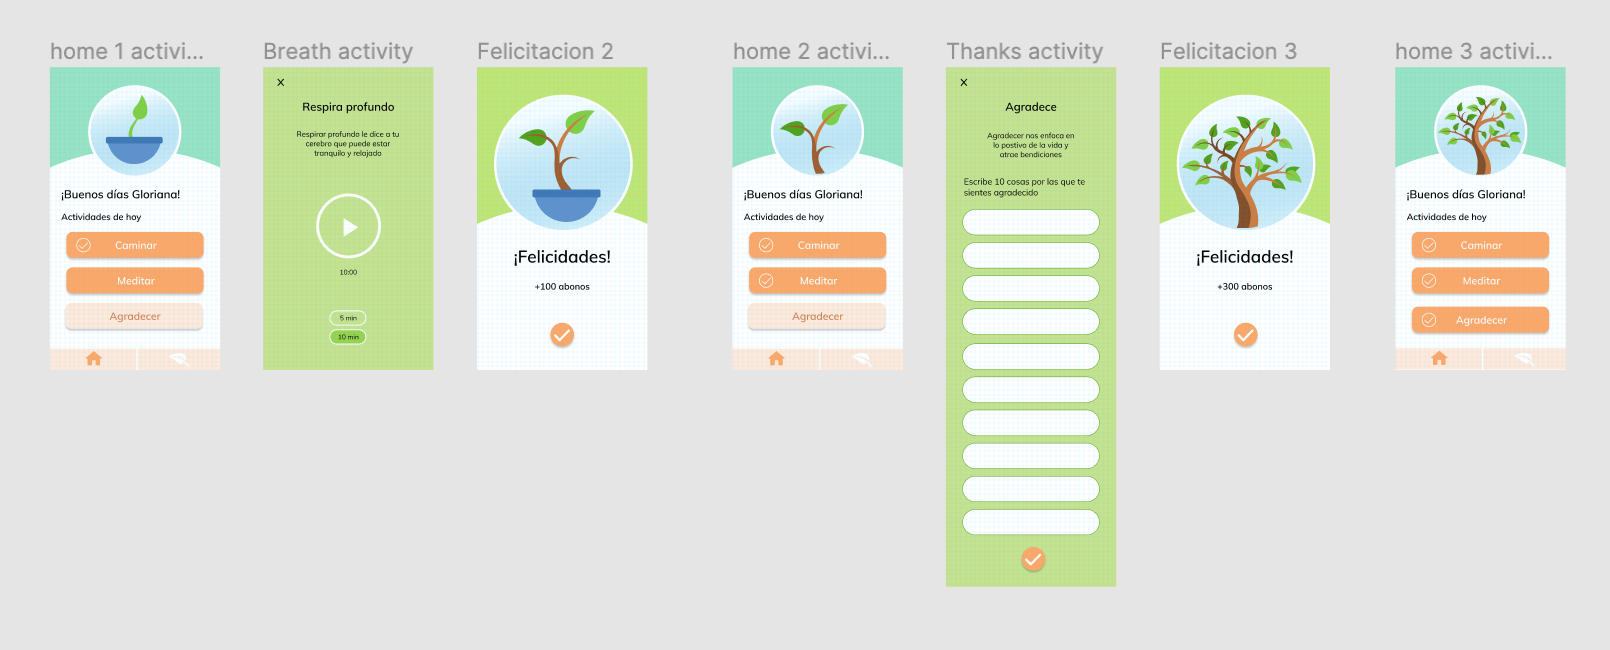 home 1 activi...
X
¡Buenos días Gloriana!
Actividades de hoy
Caminar
Meditar
Agradecer
Breath activity
X
Respira profundo
Respirar profundo le dice a tu
cerebro que puede estar
tranquilo y relajado
10:00
5 min
10 min
Felicitacion 2
¡Felicidades!
+100 abonos
home 2 activi...
¡Buenos días Gloriana!
Actividades de hoy
Caminar
Meditar
Agradecer
Thanks activity
X
Agradece
Agradecer nos enfoca en
lo postivo de la vida y
atroe bendiciones
Escribe 10 cosas por las que te
sientes agradecido
Felicitacion 3
¡Felicidades!
+300 abonos
home 3 activi...
¡Buenos días Gloriana!
Actividades de hoy
Caminar
Meditar
Agradecer